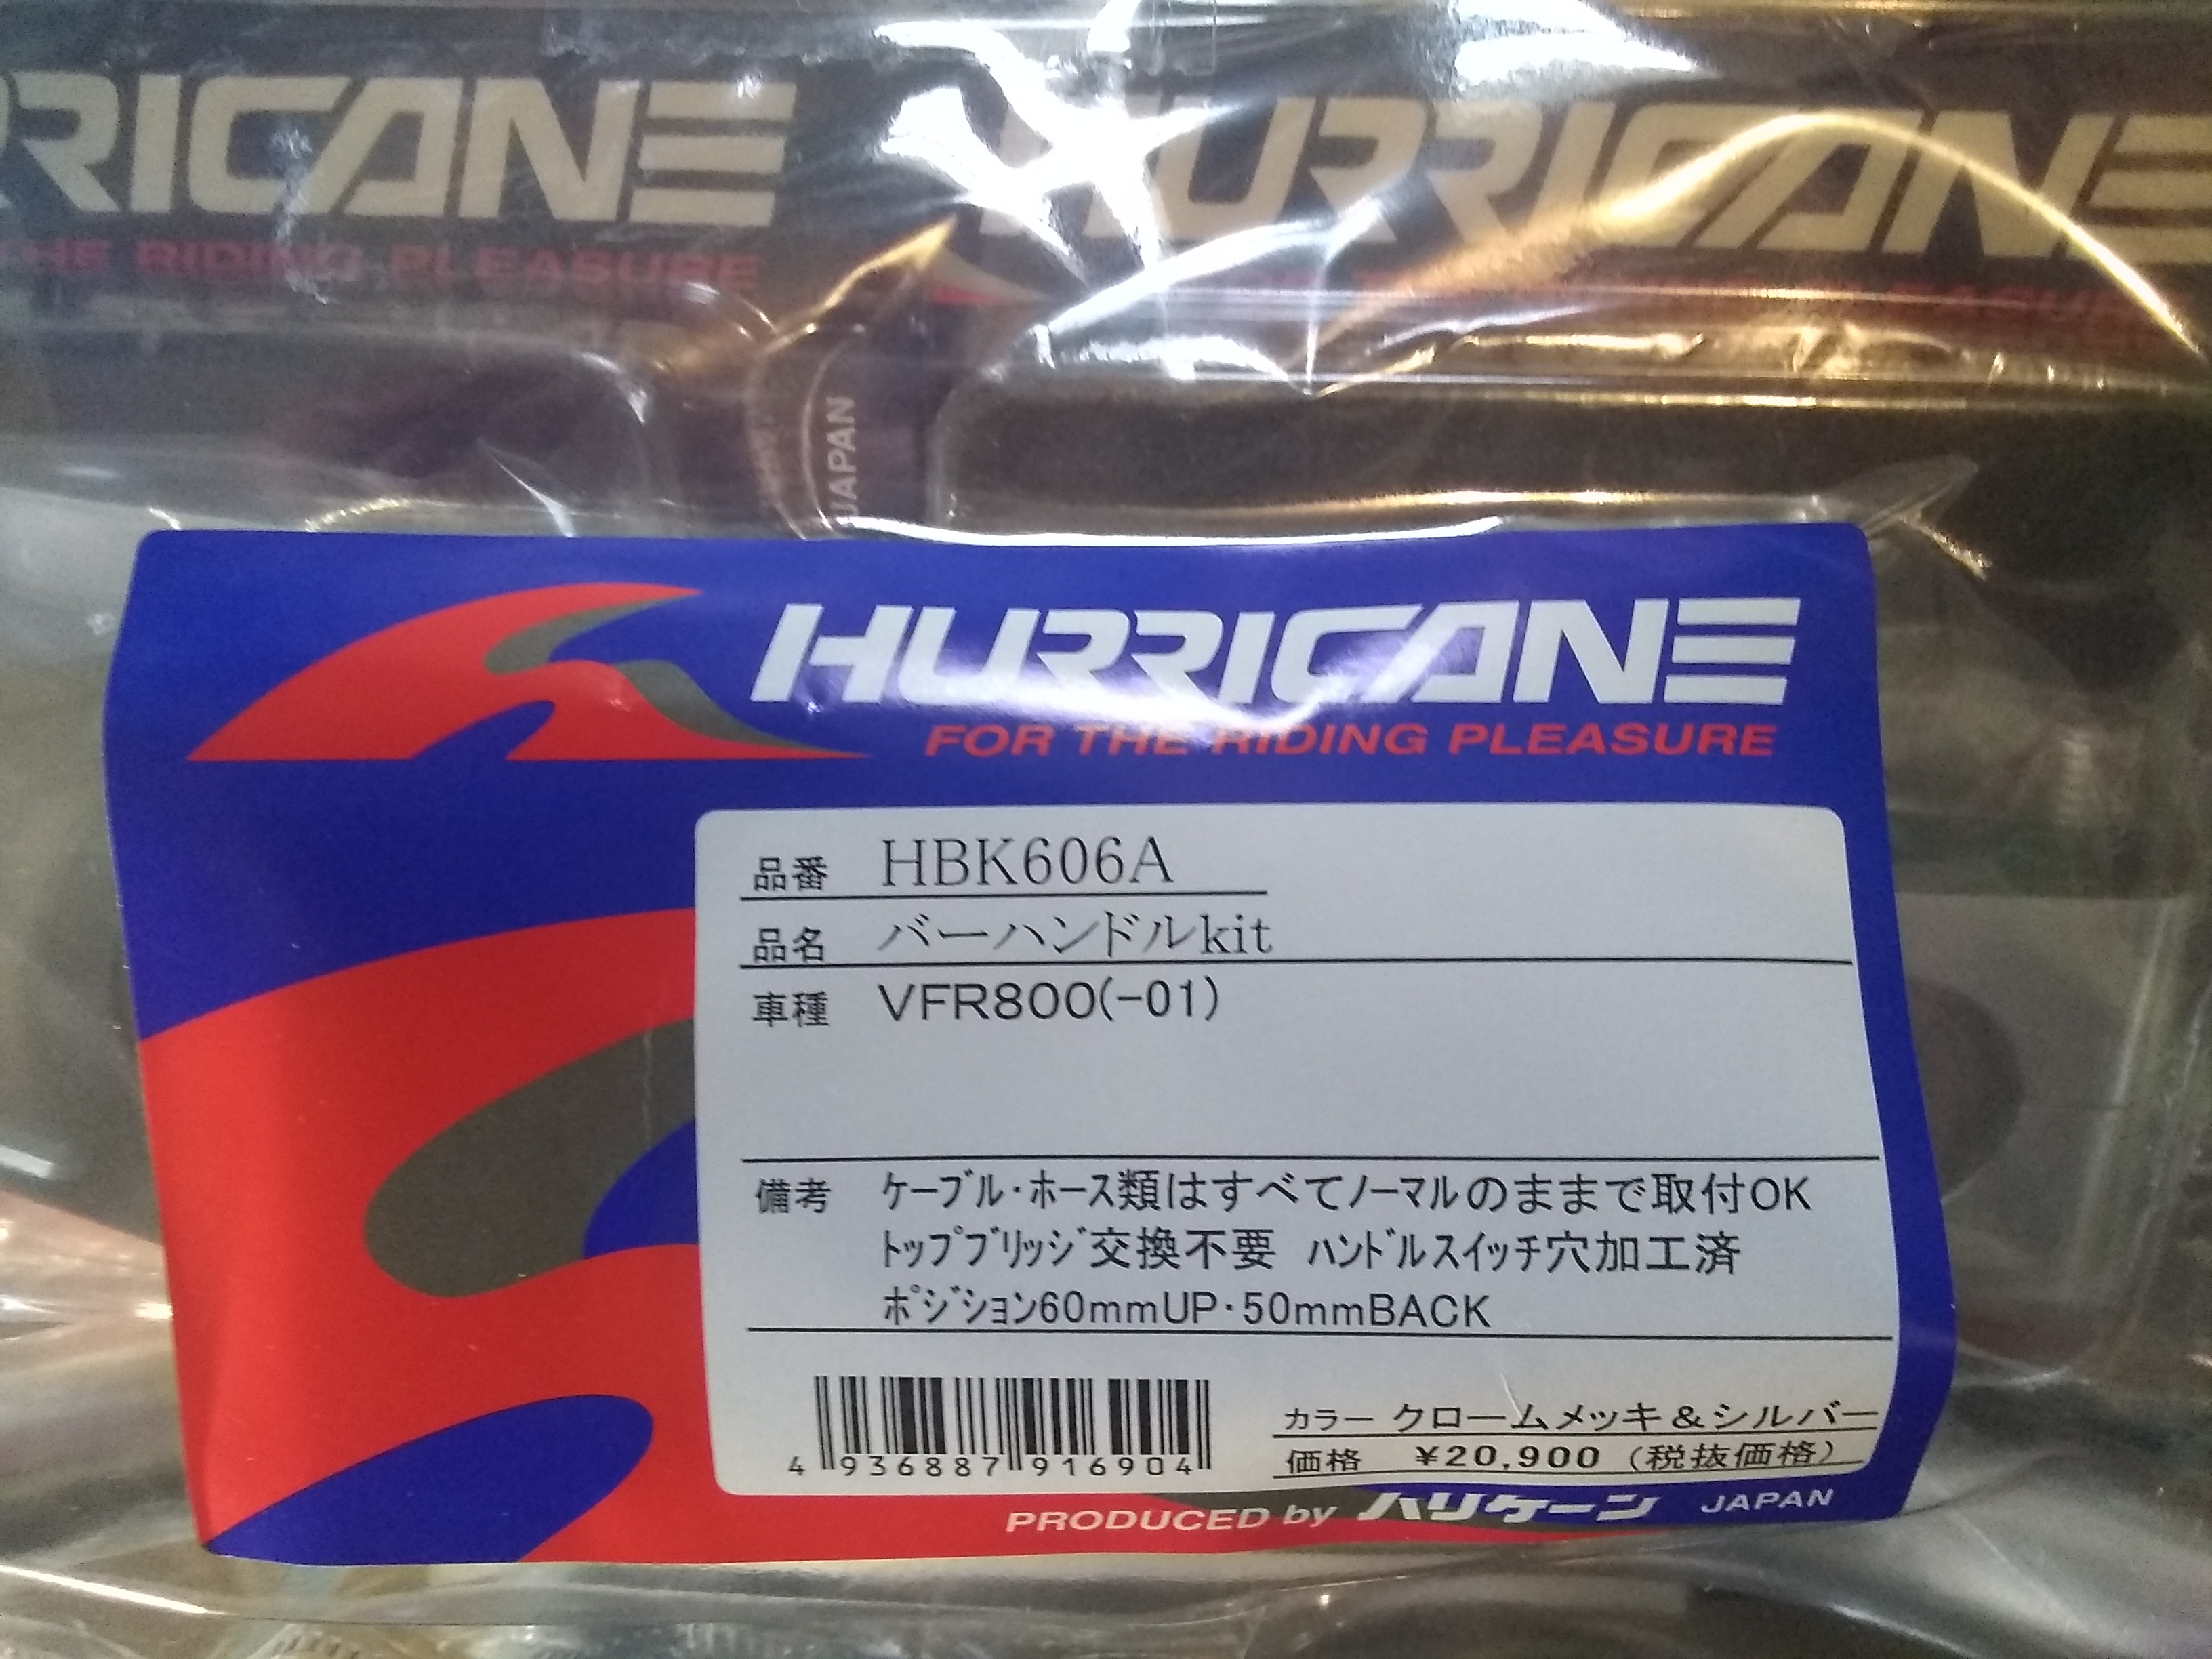 RRICANE
HURRICANE
THE RIDING PLEASURE
JAPAN
HURRICANE
FOR THE RIDING PLEASURE
品番 HBK606A
品名 バーハンドルkit
車種 VFR800(-01)
備考 ケーブル・ホース類はすべてノーマルのままで取付OK
トップブリッジ交換不要 ハンドルスイッチ穴加工済
ポジション60mmUP・50mmBACK
カラー クロームメッキ&シルバー
4 936887 916904
価格 ¥20,900 (税抜価格)
PRODUCED by ハリケーン JAPAN